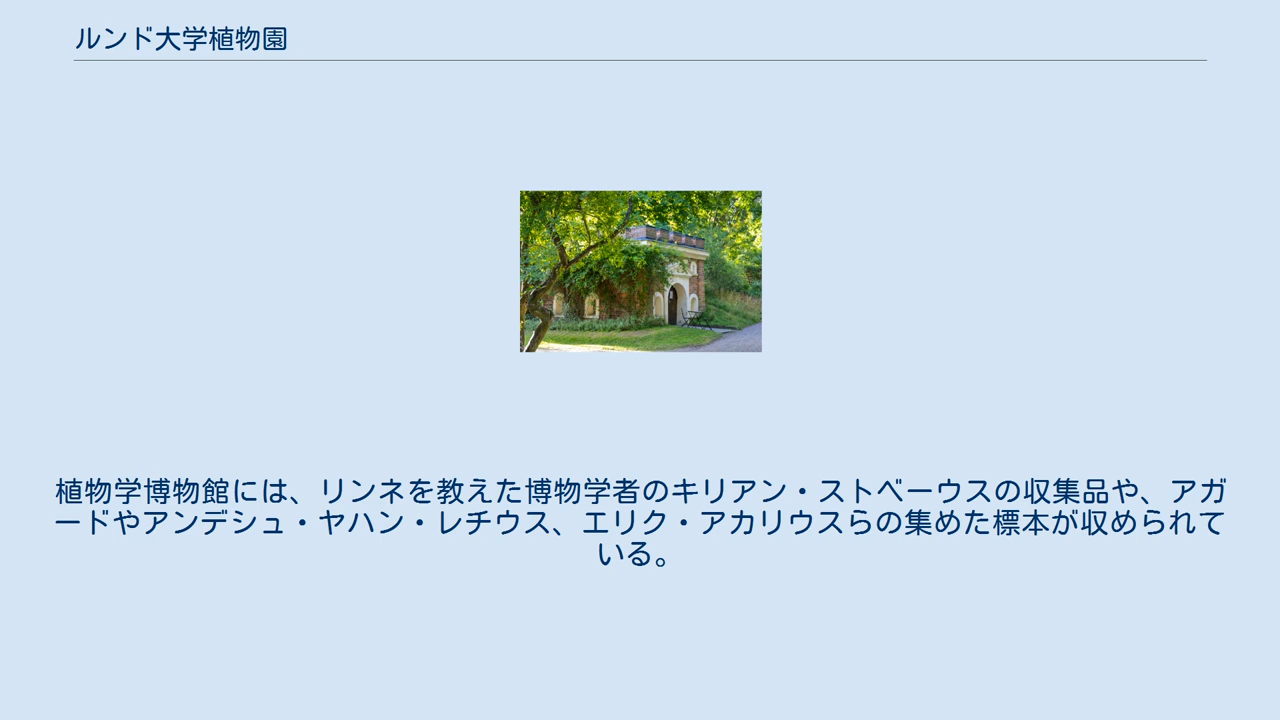 ルンド大学植物園
植物学博物館には、リンネを教えた博物学者のキリアン・ストベーウスの収集品や、アガ
ードやアンデシュ・ヤハン・レチウス、エリク・アカリウスらの集めた標本が収められて
いる。